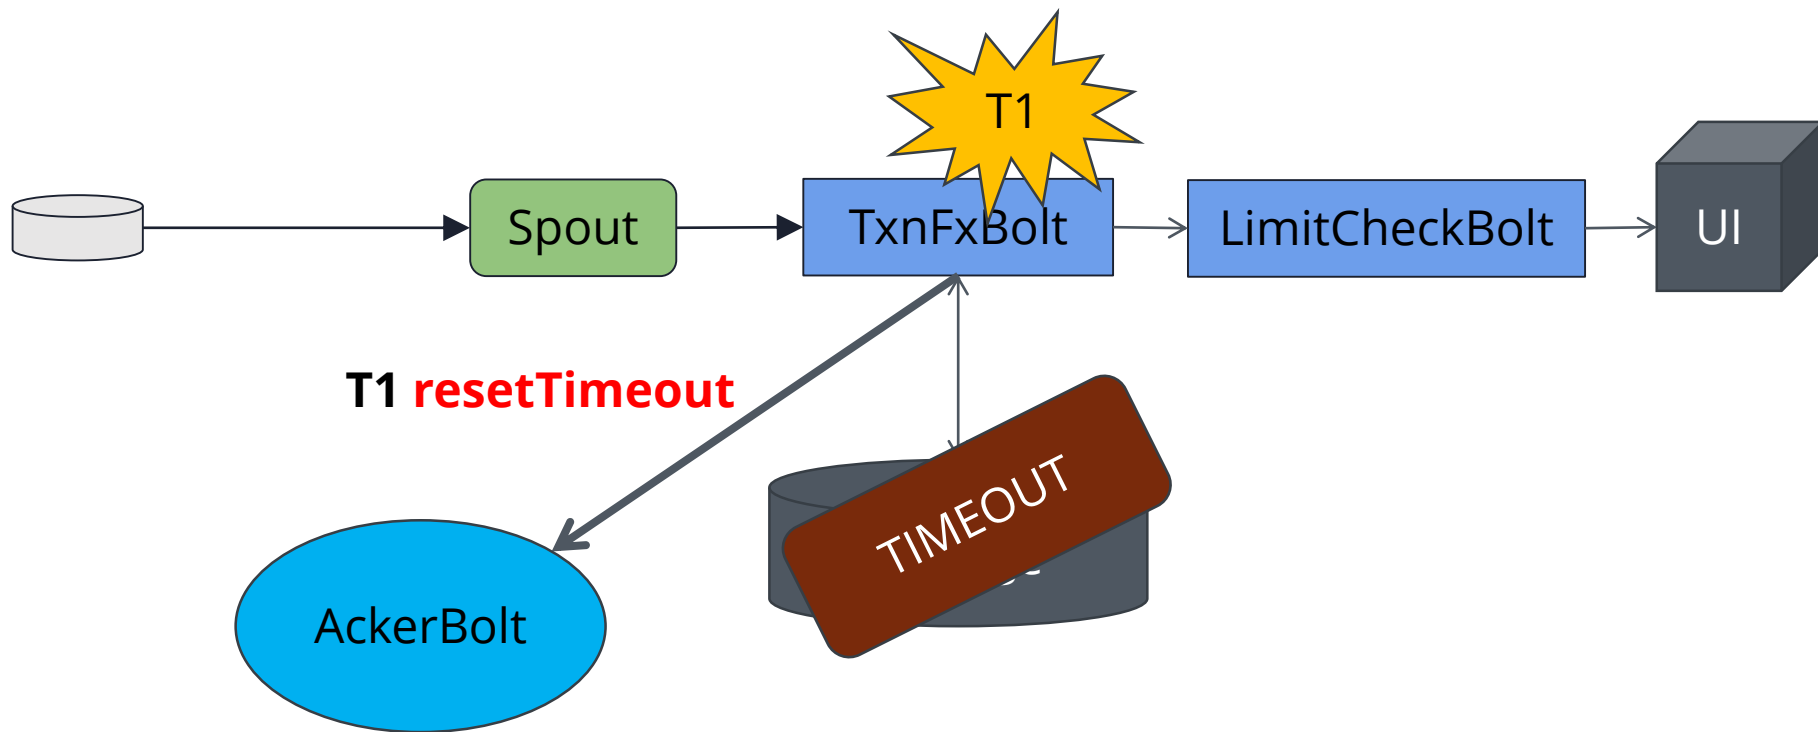 T1
Spout
TxnFxBolt
LimitCheckBolt
UI
T1 resetTimeout
TIMEOUT
AckerBolt